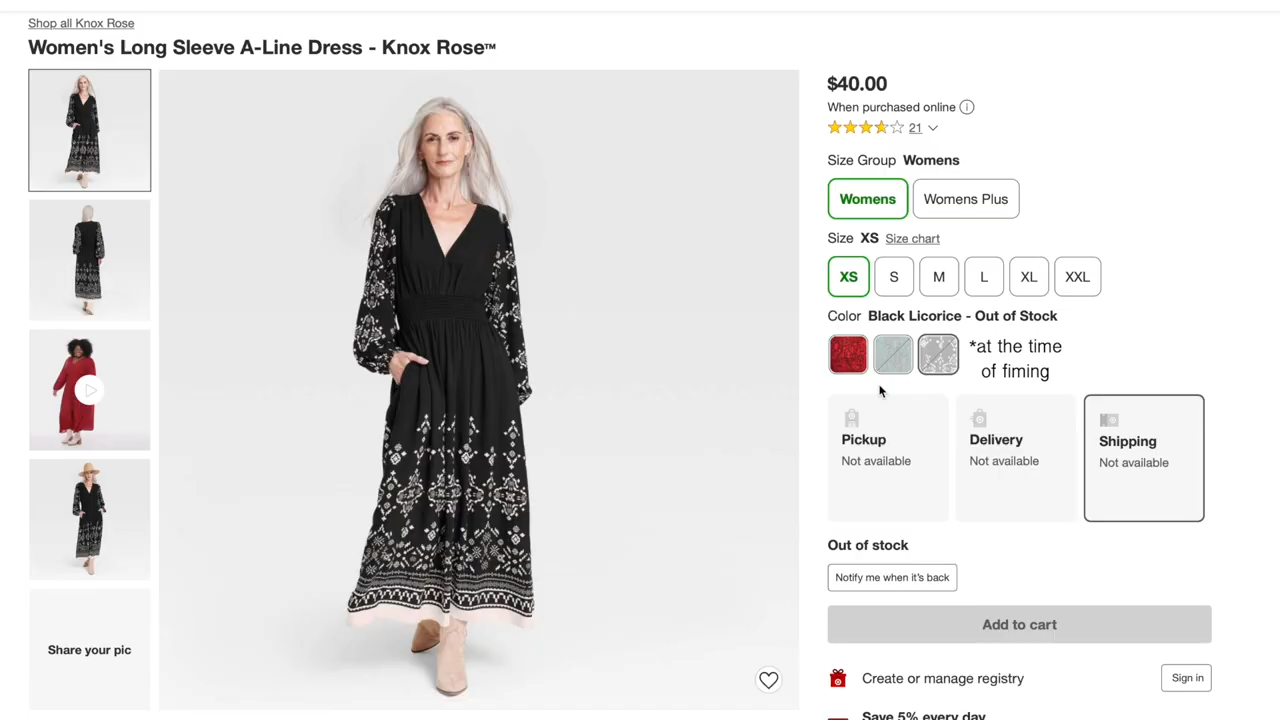 Shop all Knox Rose
Women's Long Sleeve A-Line Dress - Knox Rose™
Share your pic
$40.00
When purchased online
21
Size Group Womens
Womens
Womens Plus
Size XS Size chart
XS
S
M
L
XL
XXL
Color Black Licorice - Out of Stock
*at the time
of fiming
Pickup
Not available
Delivery
Not available
Shipping
Not available
Out of stock
Notify me when it's back
Add to cart
Create or manage registry
Sign in
Save 5% every day